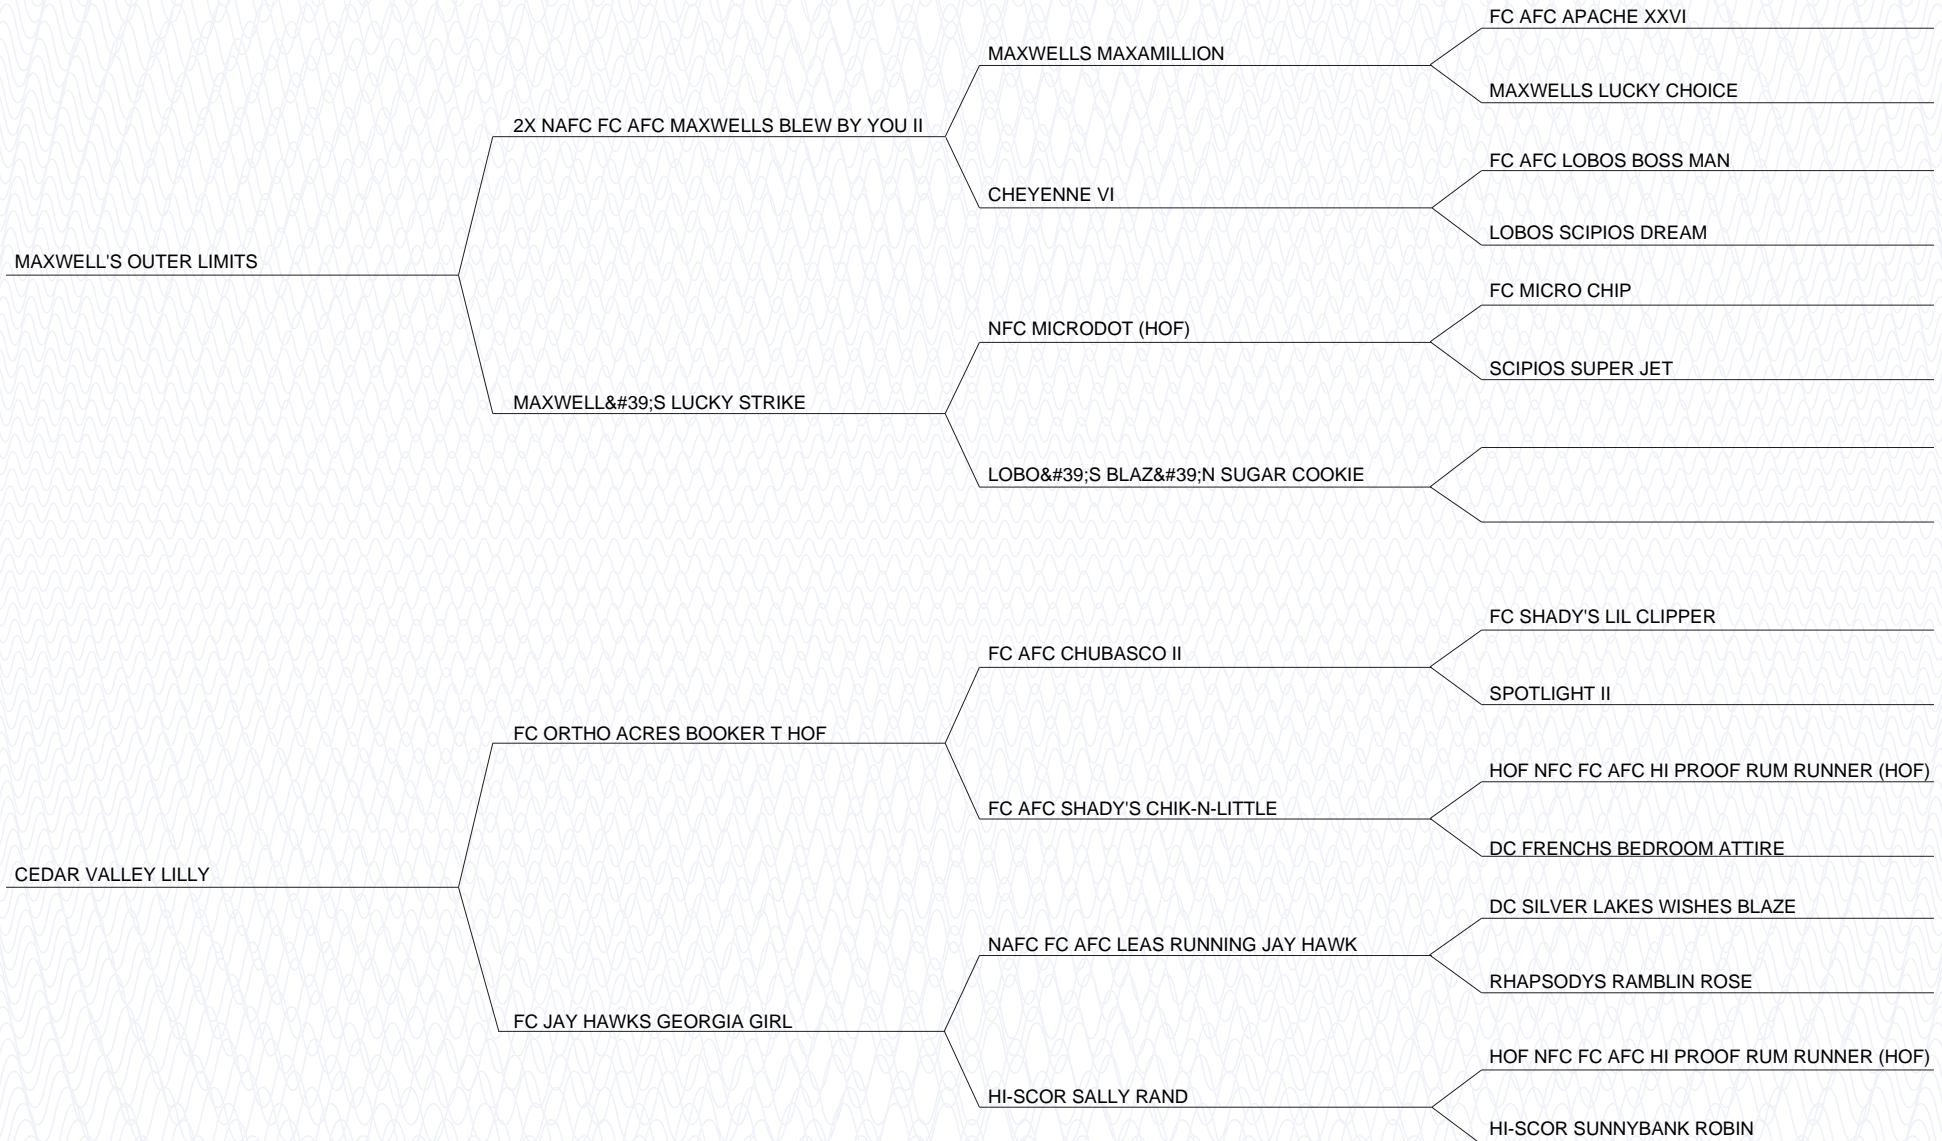 FC AFC APACHE XXVI
MAXWELLS MAXAMILLION
MAXWELLS LUCKY CHOICE
2X NAFC FC AFC MAXWELLS BLEW BY YOU II
FC AFC LOBOS BOSS MAN
CHEYENNE VI
LOBOS SCIPIOS DREAM
MAXWELL'S OUTER LIMITS
FC MICRO CHIP
NFC MICRODOT (HOF)
SCIPIOS SUPER JET
MAXWELL&#39;S LUCKY STRIKE
LOBO&#39;S BLAZ&#39;N SUGAR COOKIE
FC SHADY'S LIL CLIPPER
FC AFC CHUBASCO II
SPOTLIGHT II
FC ORTHO ACRES BOOKER T HOF
HOF NFC FC AFC HI PROOF RUM RUNNER (HOF)
FC AFC SHADY'S CHIK-N-LITTLE
DC FRENCHS BEDROOM ATTIRE
CEDAR VALLEY LILLY
DC SILVER LAKES WISHES BLAZE
NAFC FC AFC LEAS RUNNING JAY HAWK
RHAPSODYS RAMBLIN ROSE
FC JAY HAWKS GEORGIA GIRL
HOF NFC FC AFC HI PROOF RUM RUNNER (HOF)
HI-SCOR SALLY RAND
HI-SCOR SUNNYBANK ROBIN